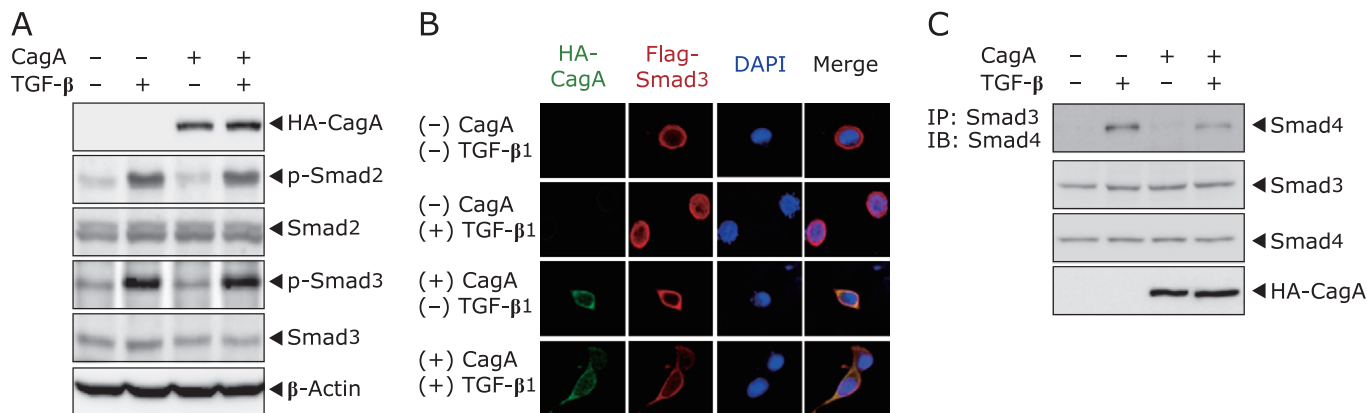 A
CagA – – + +
TGF-β – + – +
HA-CagA
p-Smad2
Smad2
p-Smad3
Smad3
β-Actin
B
HA-CagA Flag-Smad3 DAPI Merge
(–) CagA
(–) TGF-β1
(–) CagA
(+) TGF-β1
(+) CagA
(–) TGF-β1
(+) CagA
(+) TGF-β1
C
CagA – – + +
TGF-β – + – +
IP: Smad3
IB: Smad4
Smad4
Smad3
Smad4
HA-CagA